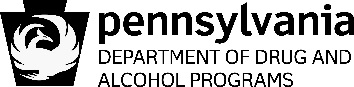 pennsylvania
DEPARTMENT OF DRUG AND
ALCOHOL PROGRAMS